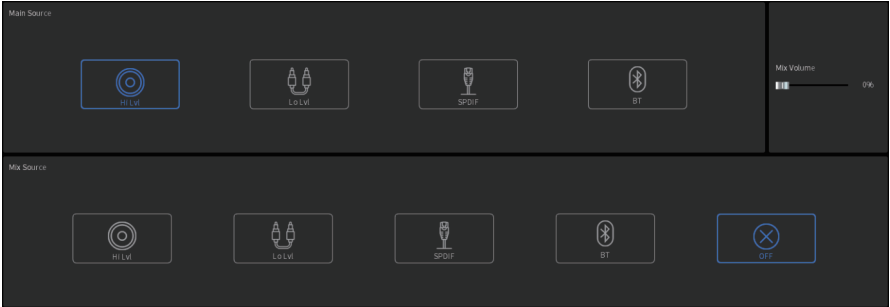 Main Source
Hi Lvl
Lo Lvl
SPDIF
BT
Mix Volume
0%
Mix Source
Hi Lvl
Lo Lvl
SPDIF
BT
OFF